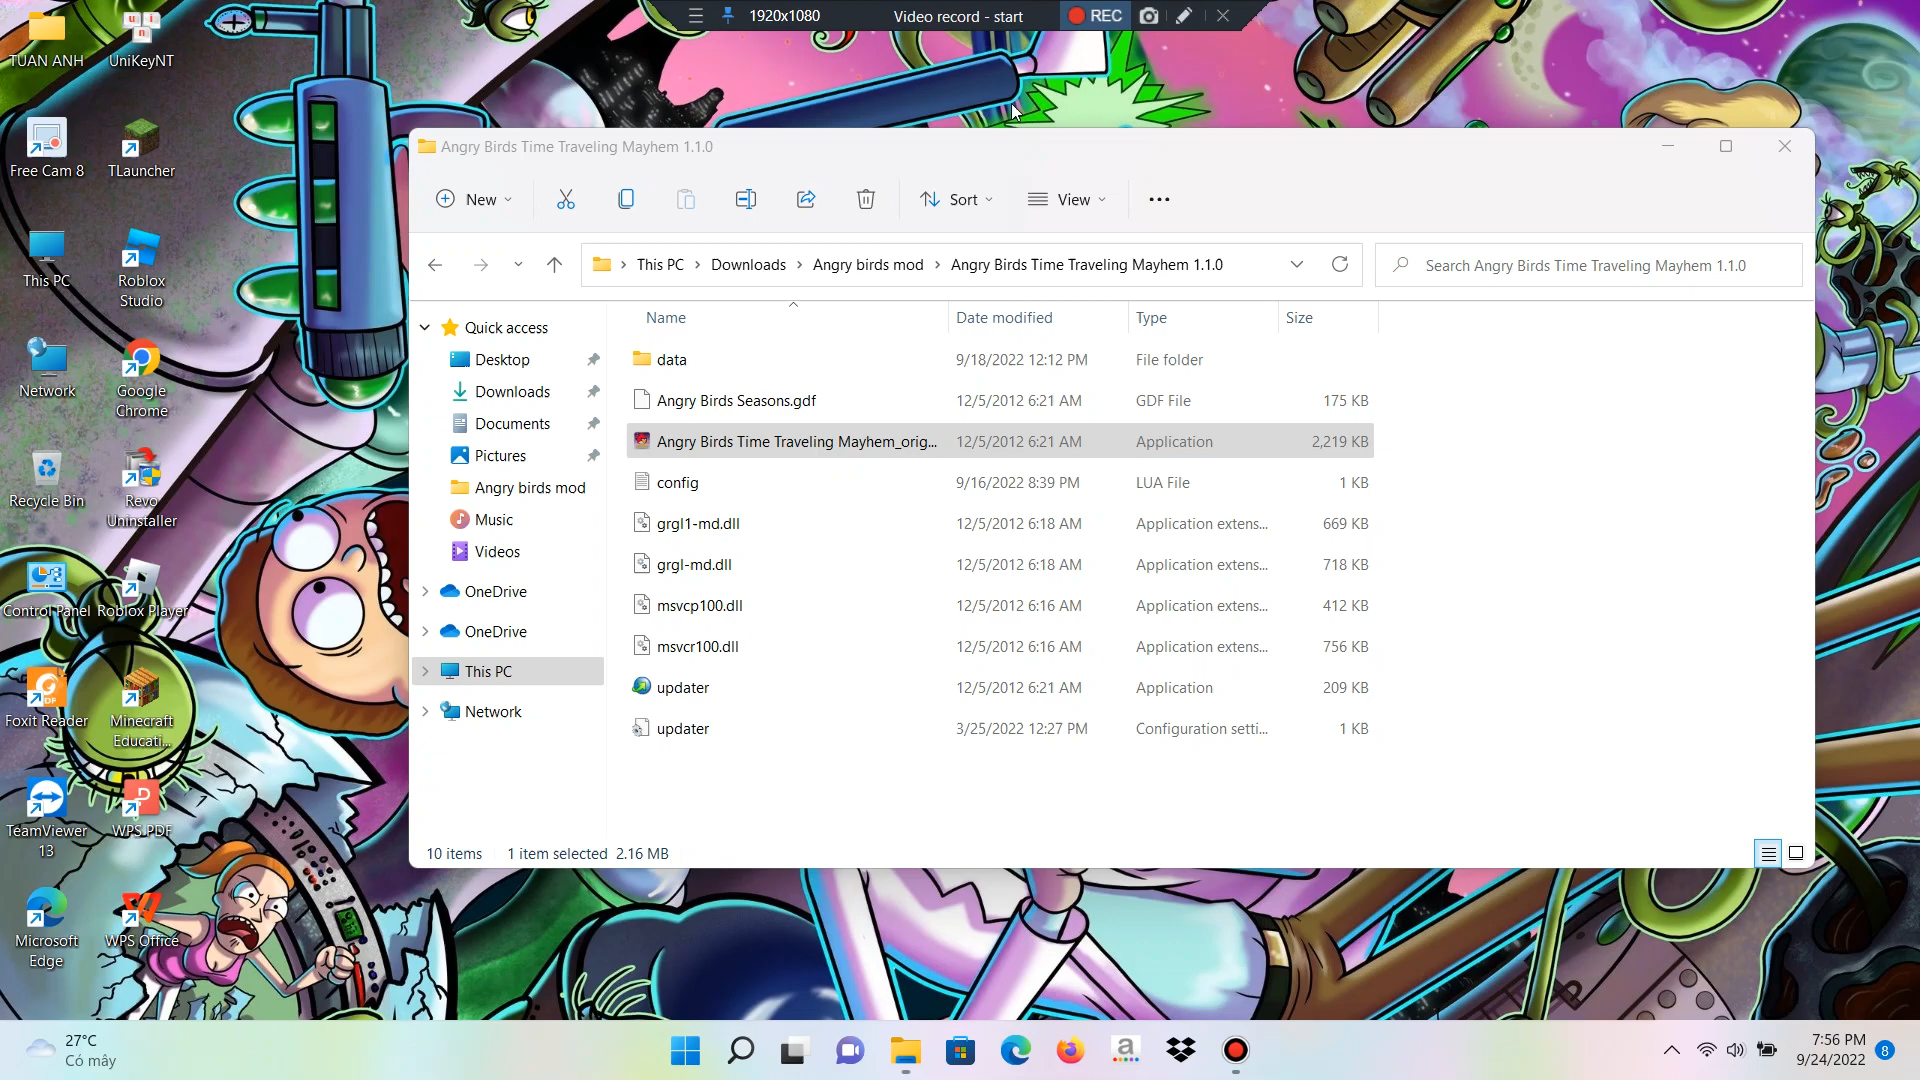 1920x1080
Video record - start
REC
TUAN ANH
UniKeyNT
Free Cam 8
TLauncher
This PC
Roblox Studio
Network
Google Chrome
Recycle Bin
Revo Uninstaller
Control Panel
Roblox Player
Foxit Reader
Minecraft Educati...
TeamViewer 13
WPS PDF
Microsoft Edge
WPS Office
Angry Birds Time Traveling Mayhem 1.1.0
New
Sort
View
This PC
Downloads
Angry birds mod
Angry Birds Time Traveling Mayhem 1.1.0
Search Angry Birds Time Traveling Mayhem 1.1.0
Quick access
Desktop
Downloads
Documents
Pictures
Angry birds mod
Music
Videos
OneDrive
OneDrive
This PC
Network
Name Date modified Type Size
data 9/18/2022 12:12 PM File folder
Angry Birds Seasons.gdf 12/5/2012 6:21 AM GDF File 175 KB
Angry Birds Time Traveling Mayhem_orig... 12/5/2012 6:21 AM Application 2,219 KB
config 9/16/2022 8:39 PM LUA File 1 KB
grgl1-md.dll 12/5/2012 6:18 AM Application extens... 669 KB
grgl-md.dll 12/5/2012 6:18 AM Application extens... 718 KB
msvcp100.dll 12/5/2012 6:16 AM Application extens... 412 KB
msvcr100.dll 12/5/2012 6:16 AM Application extens... 756 KB
updater 12/5/2012 6:21 AM Application 209 KB
updater 3/25/2022 12:27 PM Configuration setti... 1 KB
10 items 1 item selected 2.16 MB
27°C
Có mây
7:56 PM
9/24/2022
8